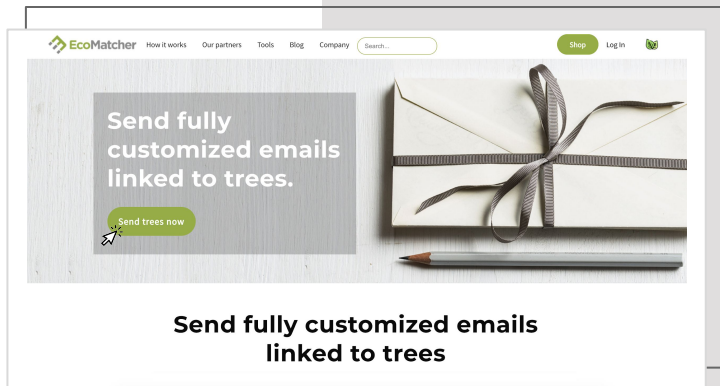 EcoMatcher
How it works
Our partners
Tools
Blog
Company
Search...
Shop
Log In
Send fully
customized emails
linked to trees.
Send trees now
Send fully customized emails
linked to trees